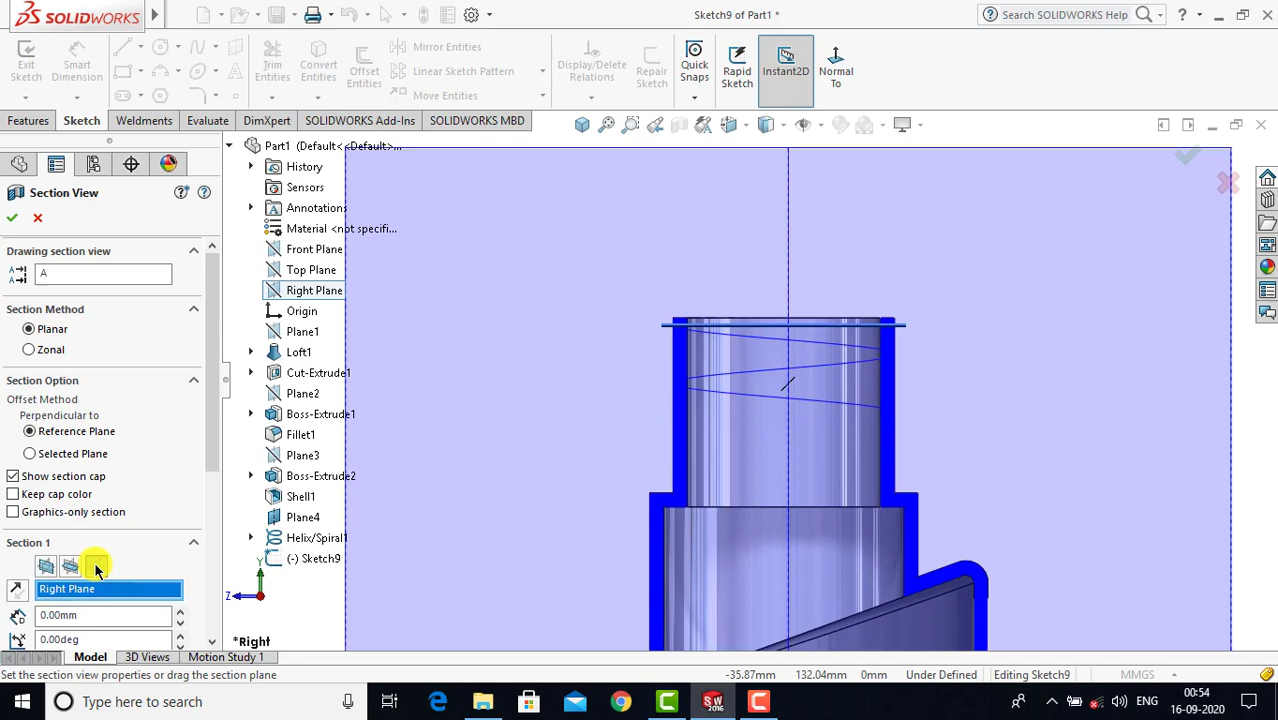 SOLIDWORKS
Sketch9 of Part1 *
Search SOLIDWORKS Help
Exit Sketch
Smart Dimension
Trim Entities
Convert Entities
Offset Entities
Mirror Entities
Linear Sketch Pattern
Move Entities
Display/Delete Relations
Repair Sketch
Quick Snaps
Rapid Sketch
Instant2D
Normal To
Features
Sketch
Weldments
Evaluate
DimXpert
SOLIDWORKS Add-Ins
SOLIDWORKS MBD
Part1 (Default<<Default>...
History
Sensors
Annotations
Material <not specifi...
Front Plane
Top Plane
Right Plane
Origin
Plane1
Loft1
Cut-Extrude1
Plane2
Boss-Extrude1
Fillet1
Plane3
Boss-Extrude2
Shell1
Plane4
Helix/Spiral1
(-) Sketch9
Section View
Drawing section view
A
Section Method
Planar
Zonal
Section Option
Offset Method
Perpendicular to
Reference Plane
Selected Plane
Show section cap
Keep cap color
Graphics-only section
Section 1
Right Plane
0.00mm
0.00deg
Y
Z
*Right
Model
3D Views
Motion Study 1
Set the section view properties or drag the section plane
-35.87mm
132.04mm
0mm
Under Defined
Editing Sketch9
MMGS
Type here to search
SW
2016
ENG
00:54
16-09-2020